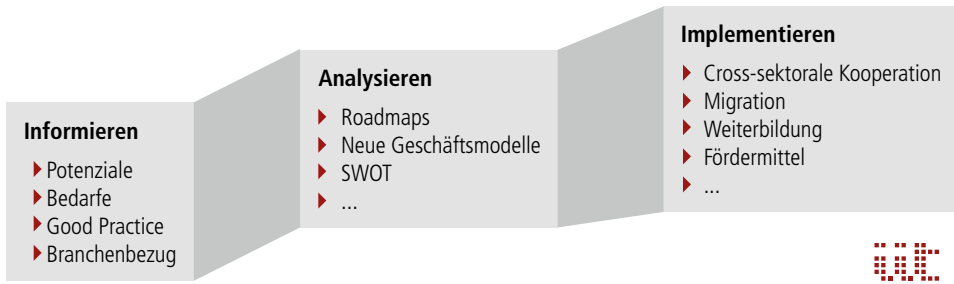 Informieren
Potenziale
Bedarfe
Good Practice
Branchenbezug
Analysieren
Roadmaps
Neue Geschäftsmodelle
SWOT
...
Implementieren
Cross-sektorale Kooperation
Migration
Weiterbildung
Fördermittel
...